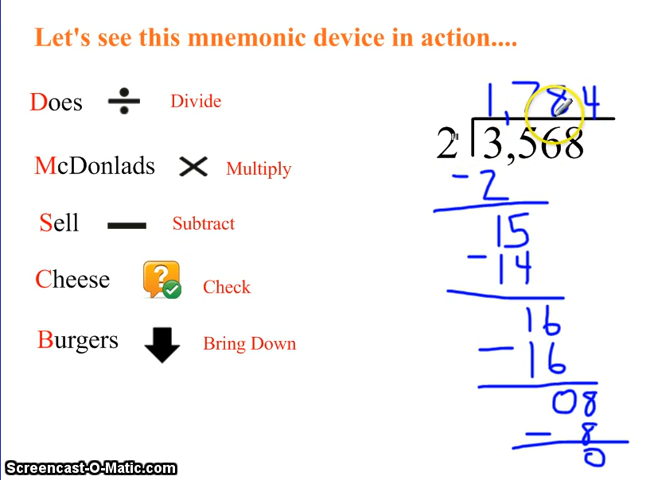 Let's see this mnemonic device in action....
Does ÷ Divide
McDonlads × Multiply
Sell − Subtract
Cheese ? Check
Burgers Bring Down
1,784
2 3,568
- 2
15
- 14
16
- 16
08
- 8
0
Screencast-O-Matic.com